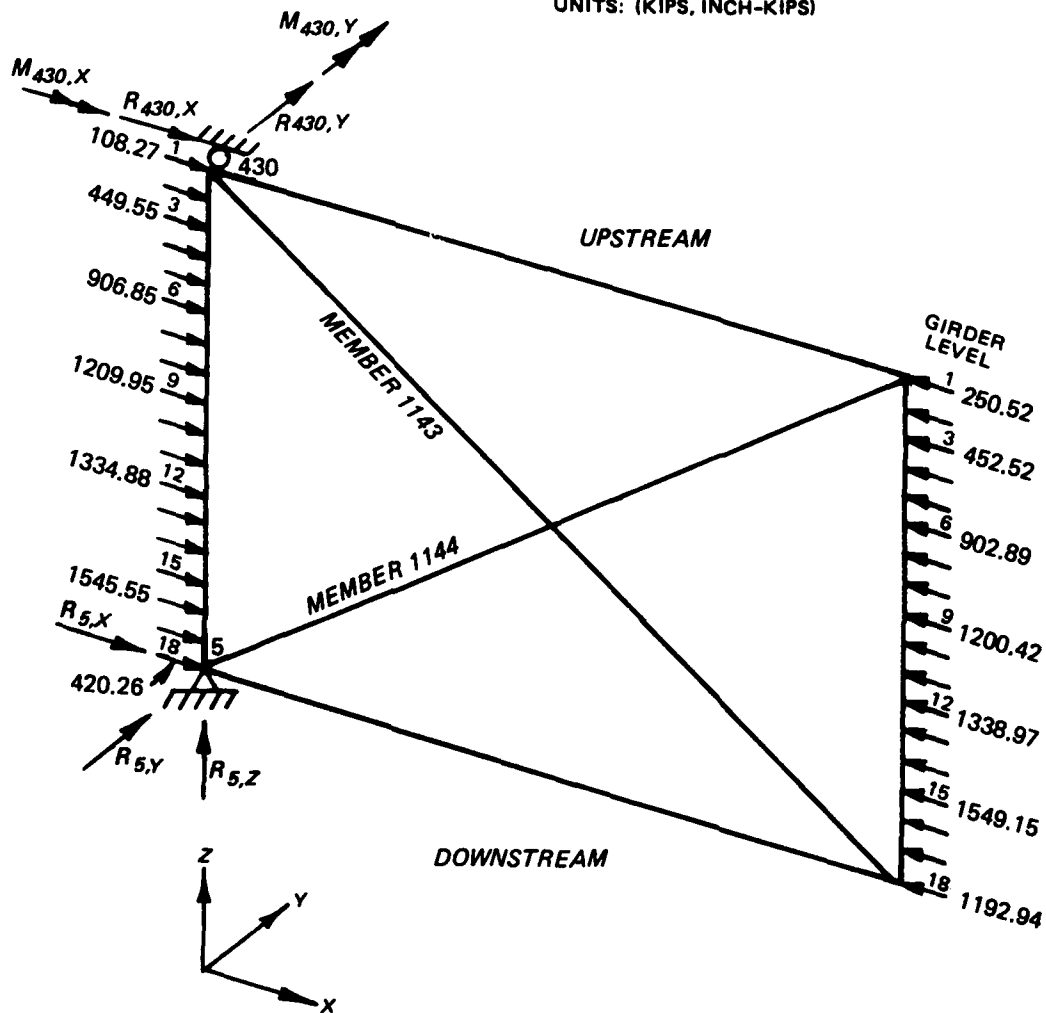 UNITS: (KIPS, INCH-KIPS)
M430,Y
M430,X
R430,X
R430,Y
108.27 1
430
449.55 3
UPSTREAM
906.85 6
MEMBER 1143
GIRDER
LEVEL
1 250.52
1209.95 9
3 452.52
1334.88 12
6 902.89
MEMBER 1144
15
1545.55
9 1200.42
R5,X
18 5
420.26
12 1338.97
R5,Y
R5,Z
15 1549.15
DOWNSTREAM
18 1192.94
Z
Y
X